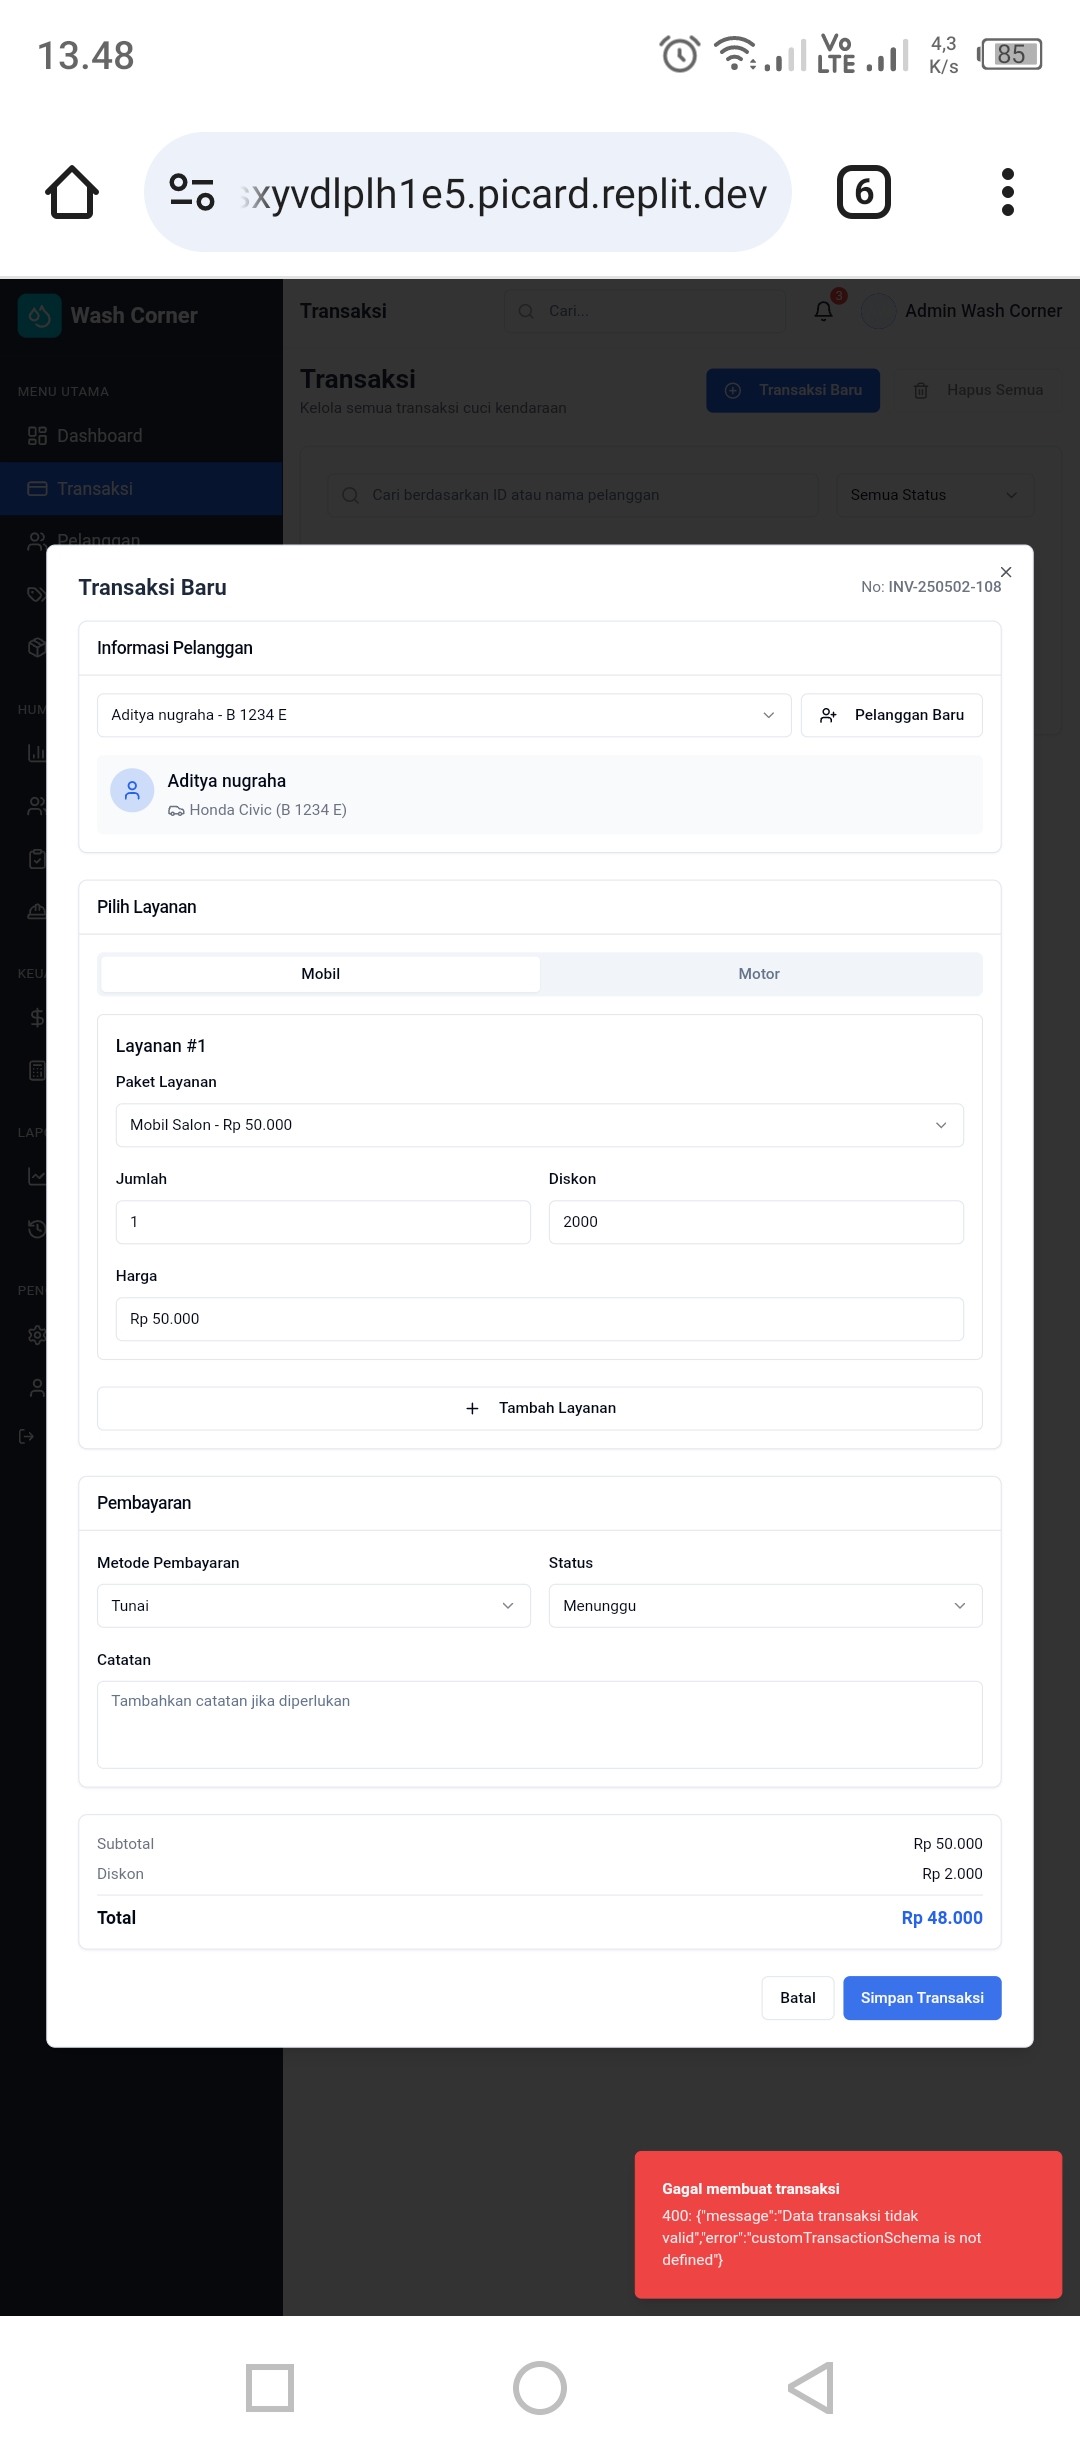 13.48
Vo LTE
4,3 K/s
85
xyvdlplh1e5.picard.replit.dev
6
Wash Corner
Transaksi
Cari...
3
Admin Wash Corner
MENU UTAMA
Dashboard
Transaksi
Pelanggan
Transaksi
Kelola semua transaksi cuci kendaraan
Transaksi Baru
Hapus Semua
Cari berdasarkan ID atau nama pelanggan
Semua Status
HUM
KEUA
LAPO
PEN
Transaksi Baru
No: INV-250502-108
Informasi Pelanggan
Aditya nugraha - B 1234 E
Pelanggan Baru
Aditya nugraha
Honda Civic (B 1234 E)
Pilih Layanan
Mobil
Motor
Layanan #1
Paket Layanan
Mobil Salon - Rp 50.000
Jumlah
Diskon
1
2000
Harga
Rp 50.000
Tambah Layanan
Pembayaran
Metode Pembayaran
Status
Tunai
Menunggu
Catatan
Tambahkan catatan jika diperlukan
Subtotal
Rp 50.000
Diskon
Rp 2.000
Total
Rp 48.000
Batal
Simpan Transaksi
Gagal membuat transaksi
400: {"message":"Data transaksi tidak
valid","error":"customTransactionSchema is not
defined"}